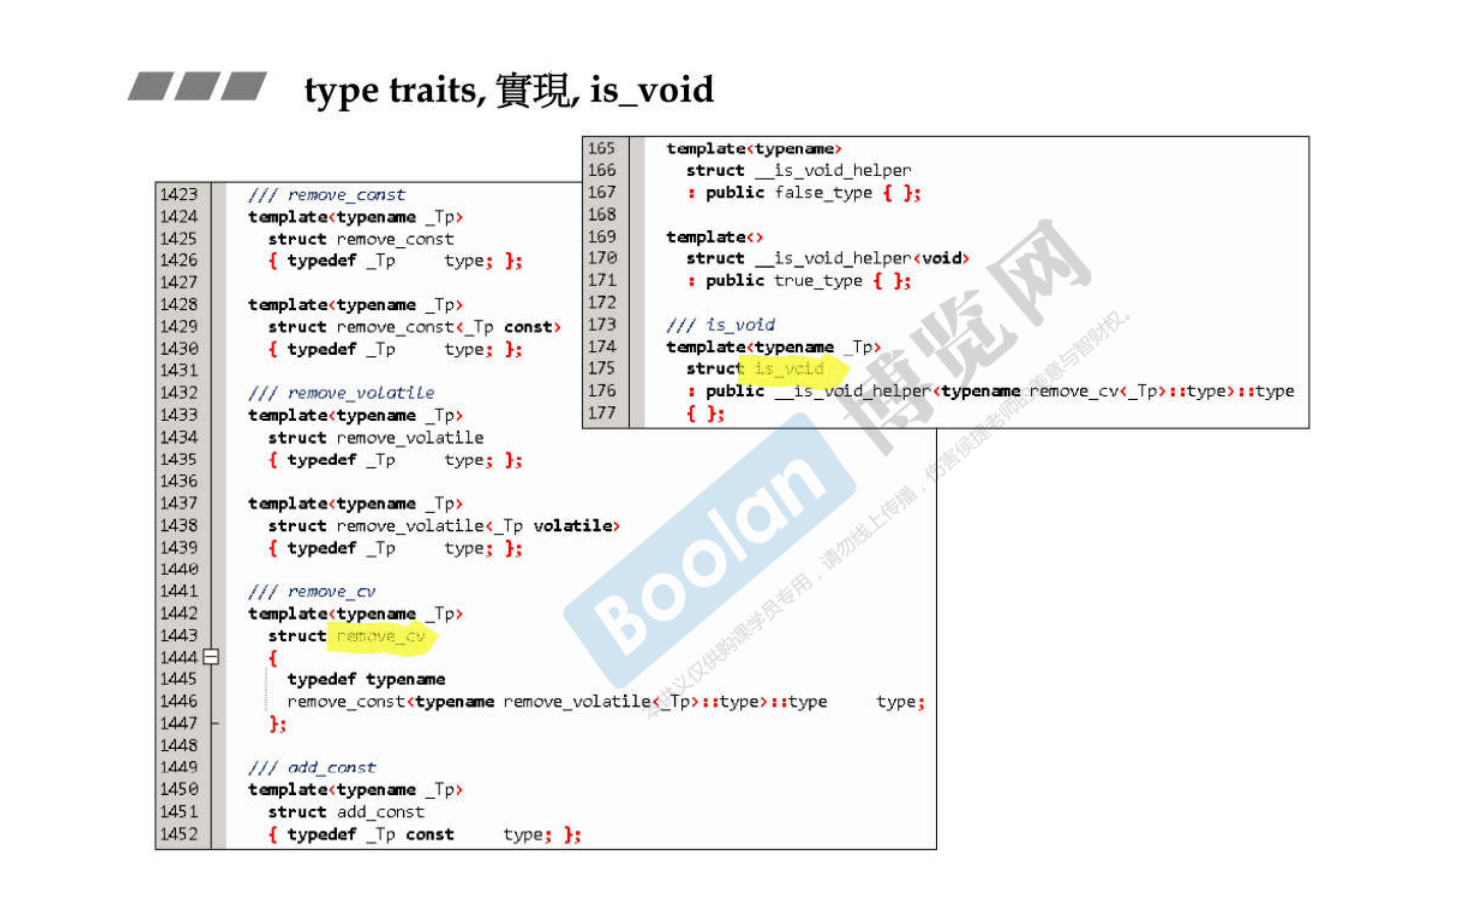 type traits, 實現, is_void
165 template<typename>
166 struct __is_void_helper
167 : public false_type { };
168
169 template<>
170 struct __is_void_helper<void>
171 : public true_type { };
172
173 /// is_void
174 template<typename _Tp>
175 struct is_void
176 : public __is_void_helper<typename remove_cv<_Tp>::type>::type
177 { };
1423 /// remove_const
1424 template<typename _Tp>
1425 struct remove_const
1426 { typedef _Tp type; };
1427
1428 template<typename _Tp>
1429 struct remove_const<_Tp const>
1430 { typedef _Tp type; };
1431
1432 /// remove_volatile
1433 template<typename _Tp>
1434 struct remove_volatile
1435 { typedef _Tp type; };
1436
1437 template<typename _Tp>
1438 struct remove_volatile<_Tp volatile>
1439 { typedef _Tp type; };
1440
1441 /// remove_cv
1442 template<typename _Tp>
1443 struct remove_cv
1444 {
1445 typedef typename
1446 remove_const<typename remove_volatile<_Tp>::type>::type type;
1447 };
1448
1449 /// add_const
1450 template<typename _Tp>
1451 struct add_const
1452 { typedef _Tp const type; };
Boolan 博览网
本讲义仅供购课学员专用，请勿线上传播，伤害侯捷老师的美意与智财权。